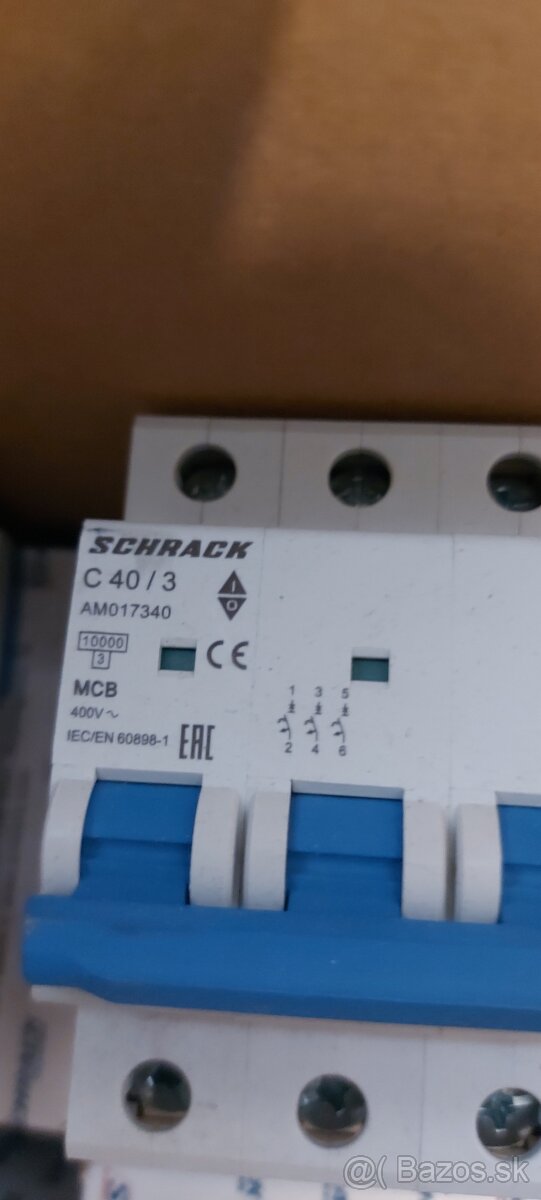 SCHRACK
C 40 / 3
I
O
AM017340
10000
3
CE
MCB
400V ~
IEC/EN 60898-1
EAC
1 3 5
2 4 6
@ Bazos.sk